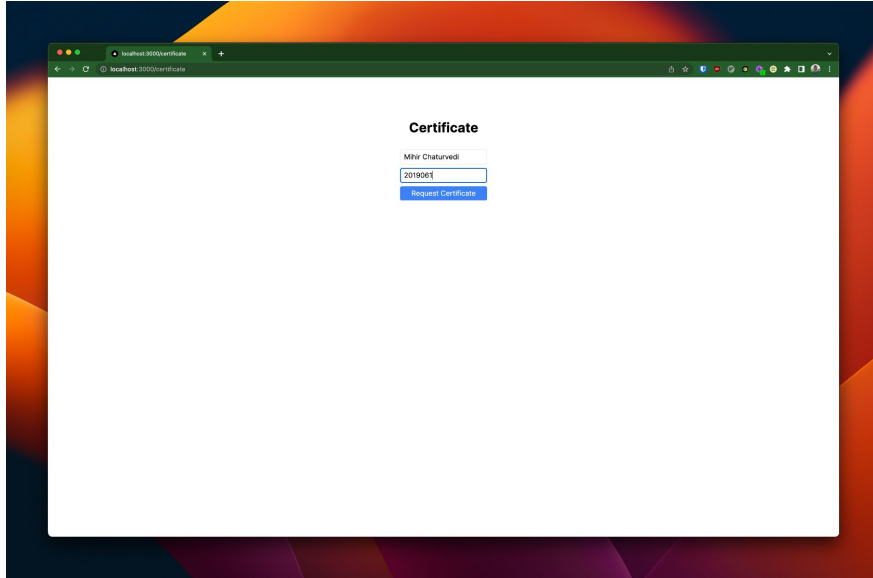 localhost:3000/certificate
localhost:3000/certificate
Certificate
Mihir Chaturvedi
2019061
Request Certificate